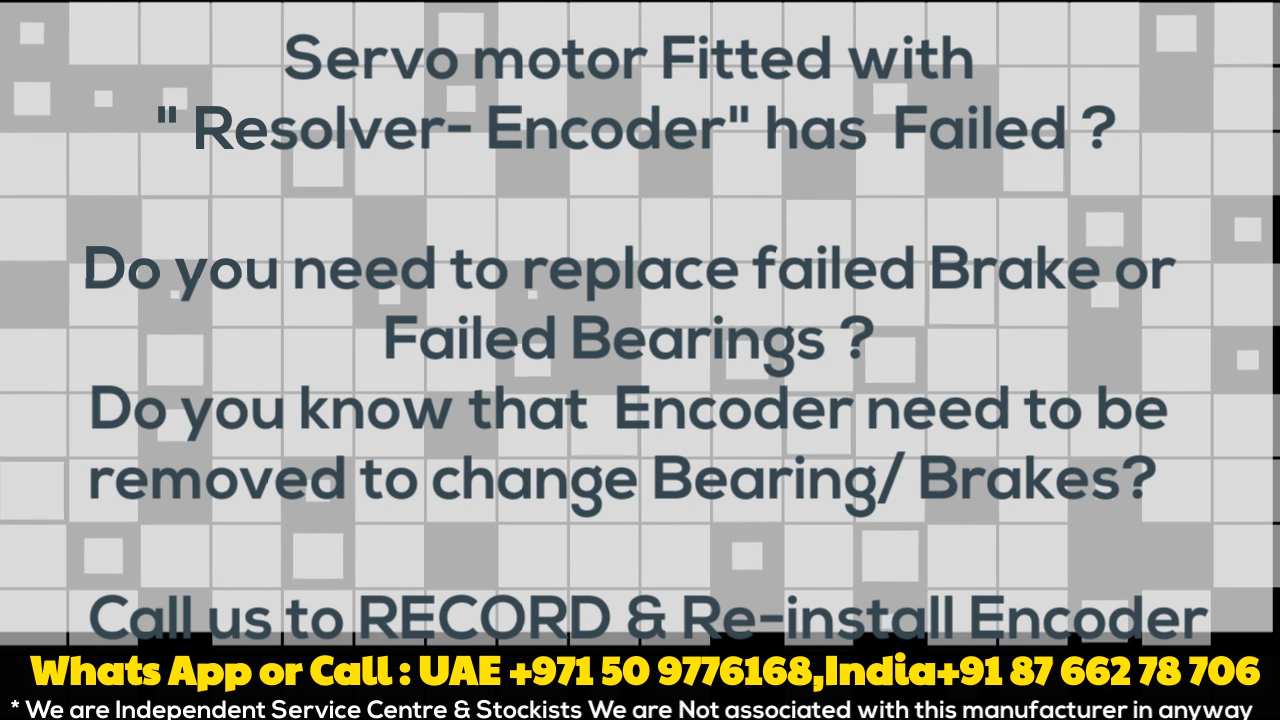 Servo motor Fitted with
" Resolver- Encoder" has Failed ?
Do you need to replace failed Brake or
Failed Bearings ?
Do you know that Encoder need to be
removed to change Bearing/ Brakes?
Call us to RECORD & Re-install Encoder
Whats App or Call : UAE +971 50 9776168,India+91 87 662 78 706
* We are Independent Service Centre & Stockists We are Not associated with this manufacturer in anyway